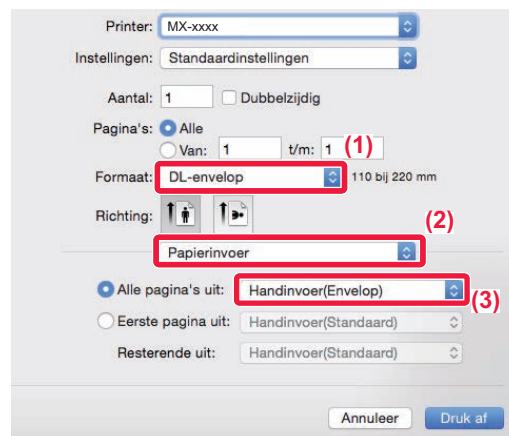 Printer: MX-xxxx
Instellingen: Standaardinstellingen
Aantal: 1 Dubbelzijdig
Pagina's: Alle
Van: 1 t/m: 1 (1)
Formaat: DL-envelop 110 bij 220 mm
Richting:
(2)
Papierinvoer
Alle pagina's uit: Handinvoer(Envelop)
(3)
Eerste pagina uit: Handinvoer(Standaard)
Resterende uit: Handinvoer(Standaard)
Annuleer Druk af